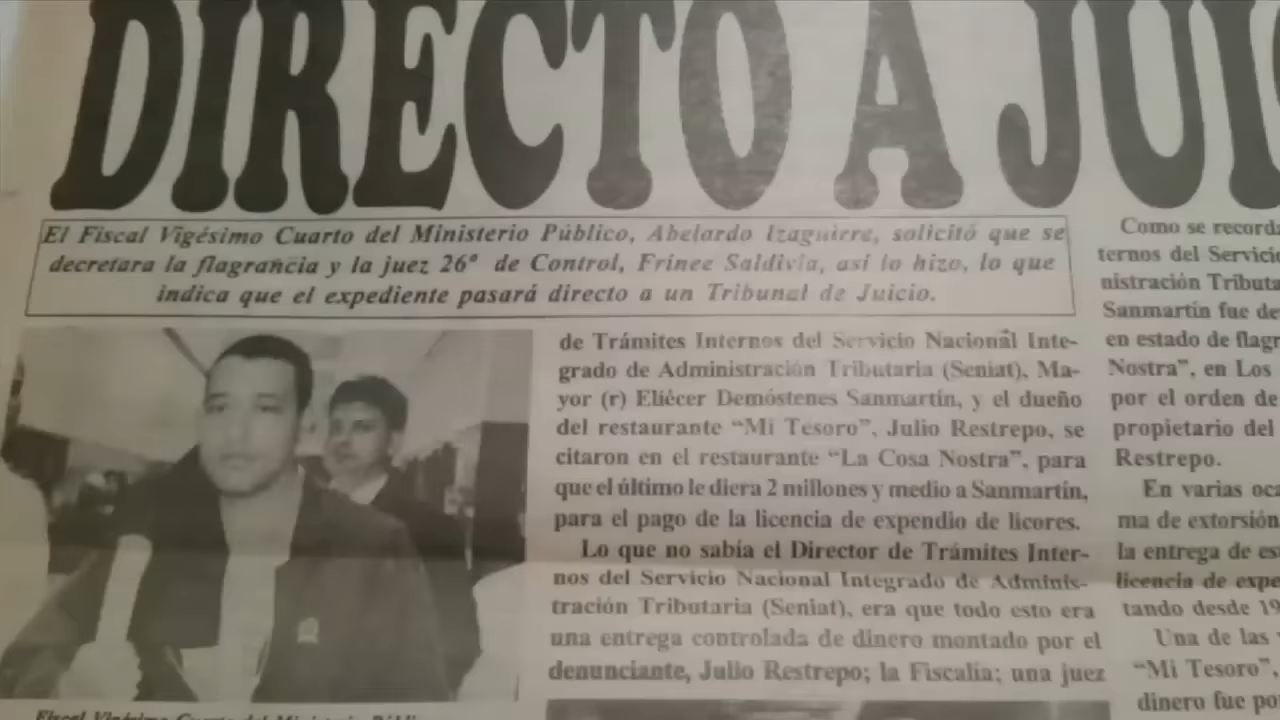 DIRECTO A JUI
El Fiscal Vigésimo Cuarto del Ministerio Público, Abelardo Izaguirre, solicitó que se
decretara la flagrancia y la juez 26° de Control, Frinee Saldivia, así lo hizo, lo que
indica que el expediente pasará directo a un Tribunal de Juicio.
de Trámites Internos del Servicio Nacional Inte-
grado de Administración Tributaria (Seniat), Ma-
yor (r) Eliécer Demóstenes Sanmartín, y el dueño
del restaurante “Mi Tesoro”, Julio Restrepo, se
citaron en el restaurante “La Cosa Nostra”, para
que el último le diera 2 millones y medio a Sanmartín,
para el pago de la licencia de expendio de licores.
Lo que no sabía el Director de Trámites Inter-
nos del Servicio Nacional Integrado de Adminis-
tración Tributaria (Seniat), era que todo esto era
una entrega controlada de dinero montado por el
denunciante, Julio Restrepo; la Fiscalía; una juez
Como se record
ternos del Servici
nistración Tributa
Sanmartín fue de
en estado de flagr
Nostra”, en Los
por el orden de
propietario del
Restrepo.
En varias oca
ma de extorsión
la entrega de es
licencia de expe
tando desde 19
Una de las
“Mi Tesoro”,
dinero fue po
Fiscal Vigésimo Cuarto del Ministerio Públi